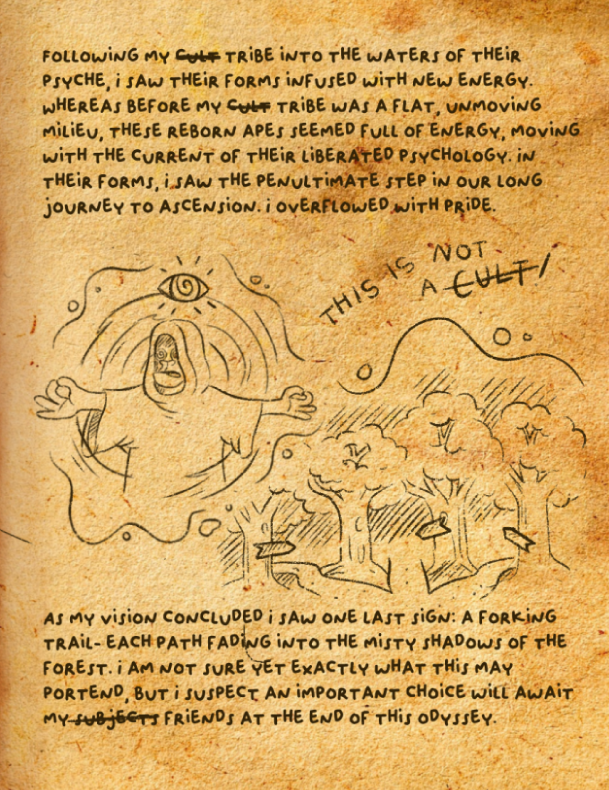 FOLLOWING MY CULT TRIBE INTO THE WATERS OF THEIR
PSYCHE, I SAW THEIR FORMS INFUSED WITH NEW ENERGY.
WHEREAS BEFORE MY CULT TRIBE WAS A FLAT, UNMOVING
MILIEU, THESE REBORN APES SEEMED FULL OF ENERGY, MOVING
WITH THE CURRENT OF THEIR LIBERATED PSYCHOLOGY. IN
THEIR FORMS, I SAW THE PENULTIMATE STEP IN OUR LONG
JOURNEY TO ASCENSION. I OVERFLOWED WITH PRIDE.
THIS IS NOT
A CULT!
AS MY VISION CONCLUDED I SAW ONE LAST SIGN: A FORKING
TRAIL- EACH PATH FADING INTO THE MISTY SHADOWS OF THE
FOREST. I AM NOT SURE YET EXACTLY WHAT THIS MAY
PORTEND, BUT I SUSPECT AN IMPORTANT CHOICE WILL AWAIT
MY SUBJECTS FRIENDS AT THE END OF THIS ODYSSEY.